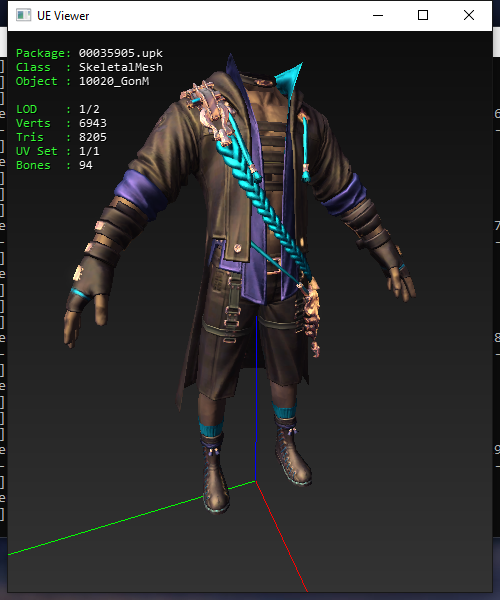 UE Viewer
Package: 00035905.upk
Class : SkeletalMesh
Object : 10020_GonM
LOD : 1/2
Verts : 6943
Tris : 8205
UV Set : 1/1
Bones : 94